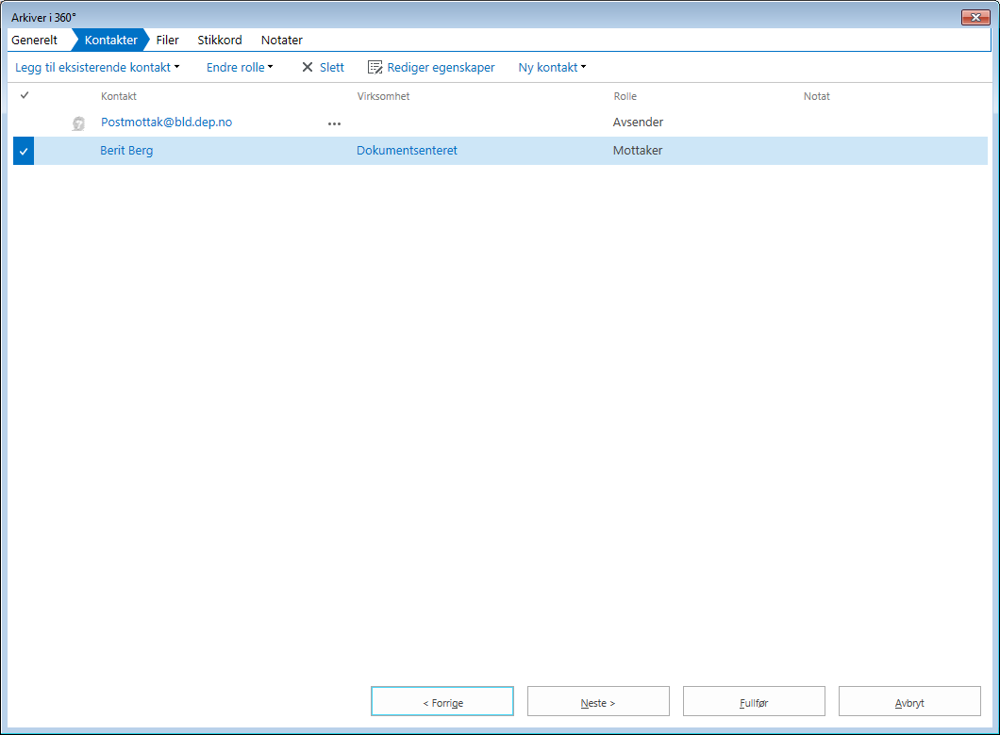 Arkiver i 360°
Generelt Kontakter Filer Stikkord Notater
Legg til eksisterende kontakt Endre rolle Slett Rediger egenskaper Ny kontakt
Kontakt Virksomhet Rolle Notat
Postmottak@bld.dep.no ... Avsender
Berit Berg Dokumentsenteret Mottaker
< Forrige Neste > Fullfør Avbryt